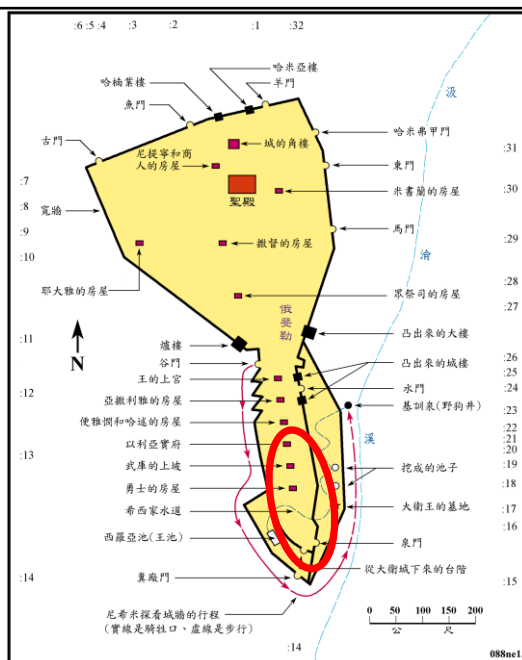 :6 :5 :4 :3 :2 :1 :32
哈米亞樓
哈楠業樓
羊門
魚門
汲
哈米弗甲門
古門
城的角樓
:31
尼提寧和商
人的房屋
東門
:7
聖殿
米書蘭的房屋
:30
:8
寬牆
馬門
:9
:29
淪
:10
撒督的房屋
耶大雅的房屋
眾祭司的房屋
:28
:27
俄斐勒
:11
爐樓
凸出來的大樓
N
谷門
凸出來的城樓
:26
王的上宮
:25
水門
:24
:12
亞撒利雅的房屋
基訓泉(野狗井)
:23
便雅憫和哈述的房屋
:22
:21
溪
以利亞實府
:20
:13
武庫的上坡
挖成的池子
:19
勇士的房屋
:18
希西家水道
大衛王的墓地
:17
:16
西羅亞池(王池)
泉門
從大衛城下來的台階
:14
糞廠門
:15
尼希米探看城牆的行程
(實線是騎牲口、虛線是步行)
0 50 100 150 200
公 尺
:14
088ne1